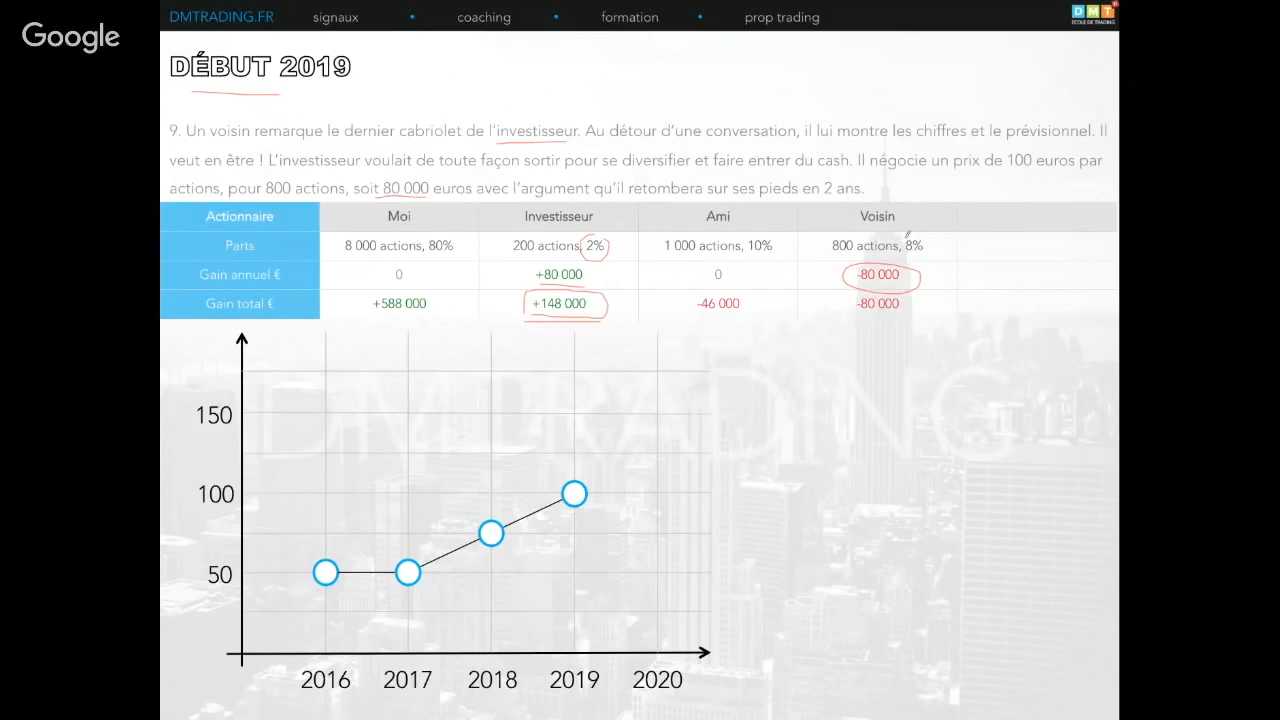 Google
DMTRADING.FR signaux • coaching • formation • prop trading
DMT
ECOLE DE TRADING
DÉBUT 2019
9. Un voisin remarque le dernier cabriolet de l'investisseur. Au détour d'une conversation, il lui montre les chiffres et le prévisionnel. Il
veut en être ! L'investisseur voulait de toute façon sortir pour se diversifier et faire entrer du cash. Il négocie un prix de 100 euros par
actions, pour 800 actions, soit 80 000 euros avec l'argument qu'il retombera sur ses pieds en 2 ans.
Actionnaire Moi Investisseur Ami Voisin
Parts 8 000 actions, 80% 200 actions, 2% 1 000 actions, 10% 800 actions, 8%
Gain annuel € 0 +80 000 0 -80 000
Gain total € +588 000 +148 000 -46 000 -80 000
DMTRADING
150
100
50
2016 2017 2018 2019 2020